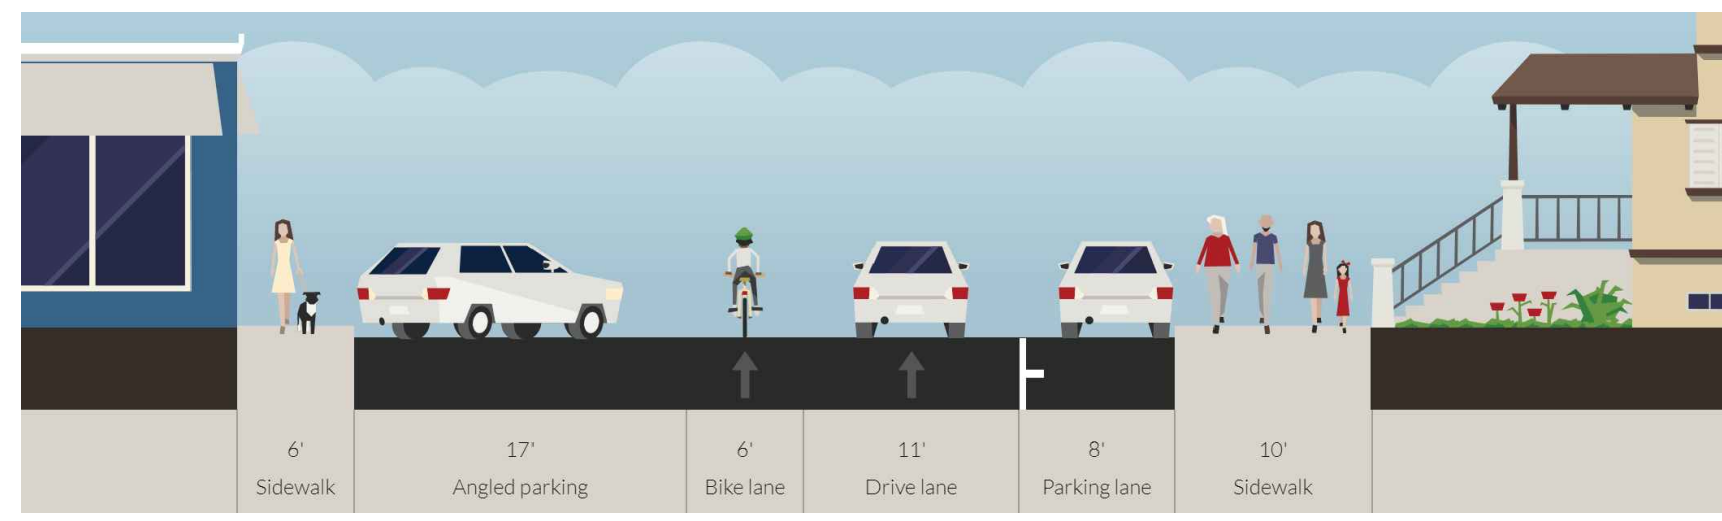 6' 17' 6' 11' 8' 10'
Sidewalk Angled parking Bike lane Drive lane Parking lane Sidewalk